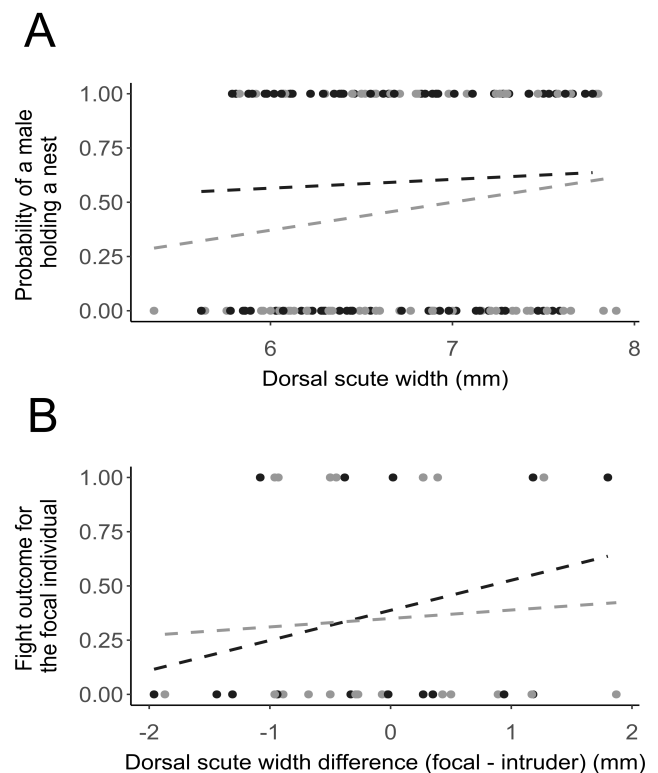 A
Probability of a male
holding a nest
1.00
0.75
0.50
0.25
0.00
6
7
8
Dorsal scute width (mm)
B
Fight outcome for
the focal individual
1.00
0.75
0.50
0.25
0.00
-2
-1
0
1
2
Dorsal scute width difference (focal - intruder) (mm)